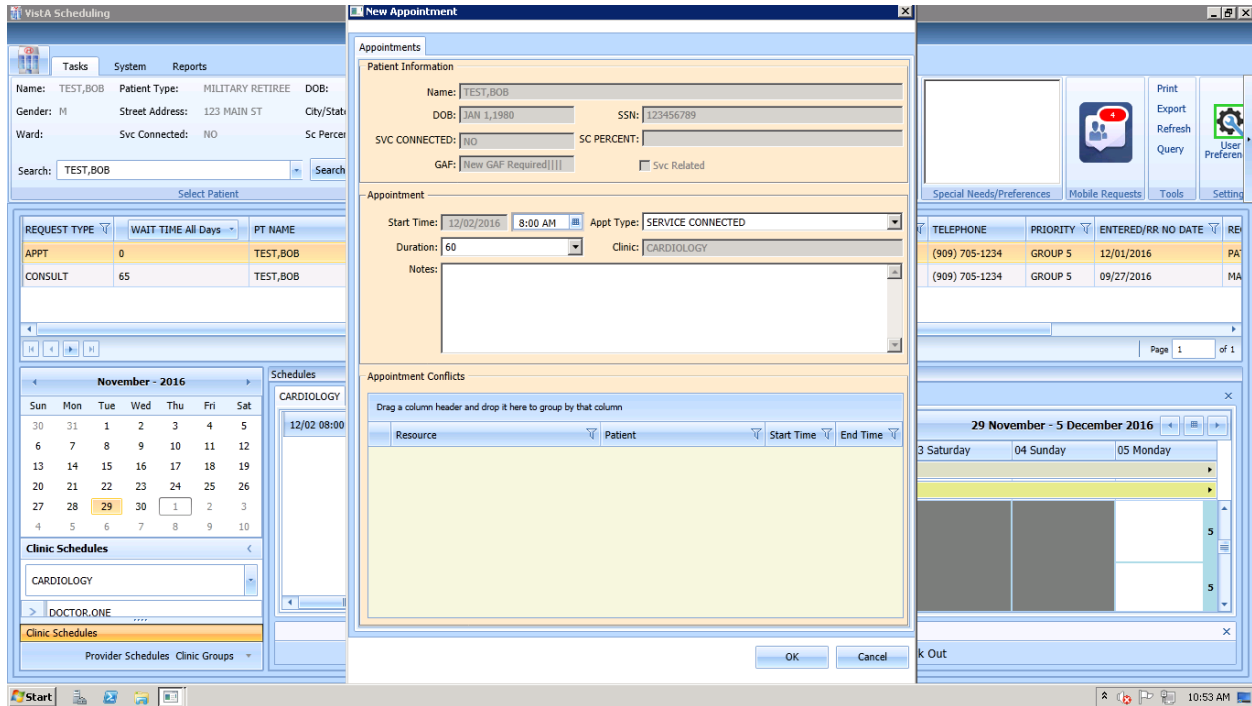 VistA Scheduling
New Appointment
Tasks System Reports
Name: TEST,BOB Patient Type: MILITARY RETIREE DOB:
Gender: M Street Address: 123 MAIN ST City/State
Ward: Svc Connected: NO Sc Percen
Search: TEST,BOB Search
Select Patient
Appointments
Patient Information
Name: TEST,BOB
DOB: JAN 1,1980 SSN: 123456789
SVC CONNECTED: NO SC PERCENT:
GAF: New GAF Required|||| Svc Related
Appointment
Start Time: 12/02/2016 8:00 AM Appt Type: SERVICE CONNECTED
Duration: 60 Clinic: CARDIOLOGY
Notes:
Appointment Conflicts
Drag a column header and drop it here to group by that column
Resource Patient Start Time End Time
OK Cancel
4
Print
Export
Refresh
Query
User
Preferen
Special Needs/Preferences Mobile Requests Tools Setting
REQUEST TYPE WAIT TIME All Days PT NAME TELEPHONE PRIORITY ENTERED/RR NO DATE RE
APPT 0 TEST,BOB (909) 705-1234 GROUP 5 12/01/2016 PA
CONSULT 65 TEST,BOB (909) 705-1234 GROUP 5 09/27/2016 MA
Page 1 of 1
November - 2016
Sun Mon Tue Wed Thu Fri Sat
30 31 1 2 3 4 5
6 7 8 9 10 11 12
13 14 15 16 17 18 19
20 21 22 23 24 25 26
27 28 29 30 1 2 3
4 5 6 7 8 9 10
Clinic Schedules
CARDIOLOGY
DOCTOR,ONE
Clinic Schedules
Provider Schedules Clinic Groups
Schedules
CARDIOLOGY
12/02 08:00
29 November - 5 December 2016
3 Saturday 04 Sunday 05 Monday
5
5
k Out
Start 10:53 AM